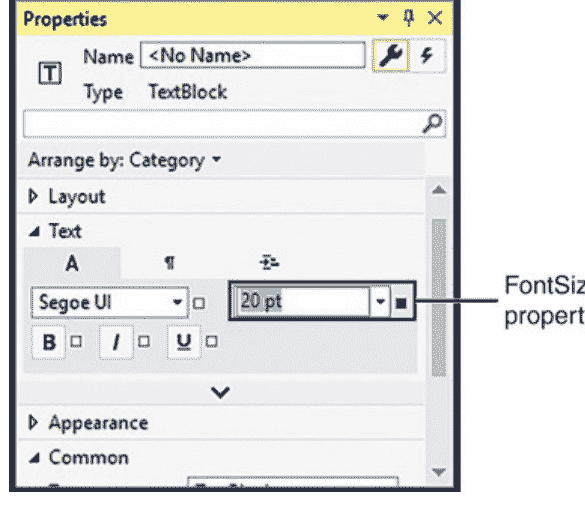 Properties
Name <No Name>
Type TextBlock
Arrange by: Category
Layout
Text
A ¶
Segoe UI 20 pt
B I U
Appearance
Common
FontSiz
propert